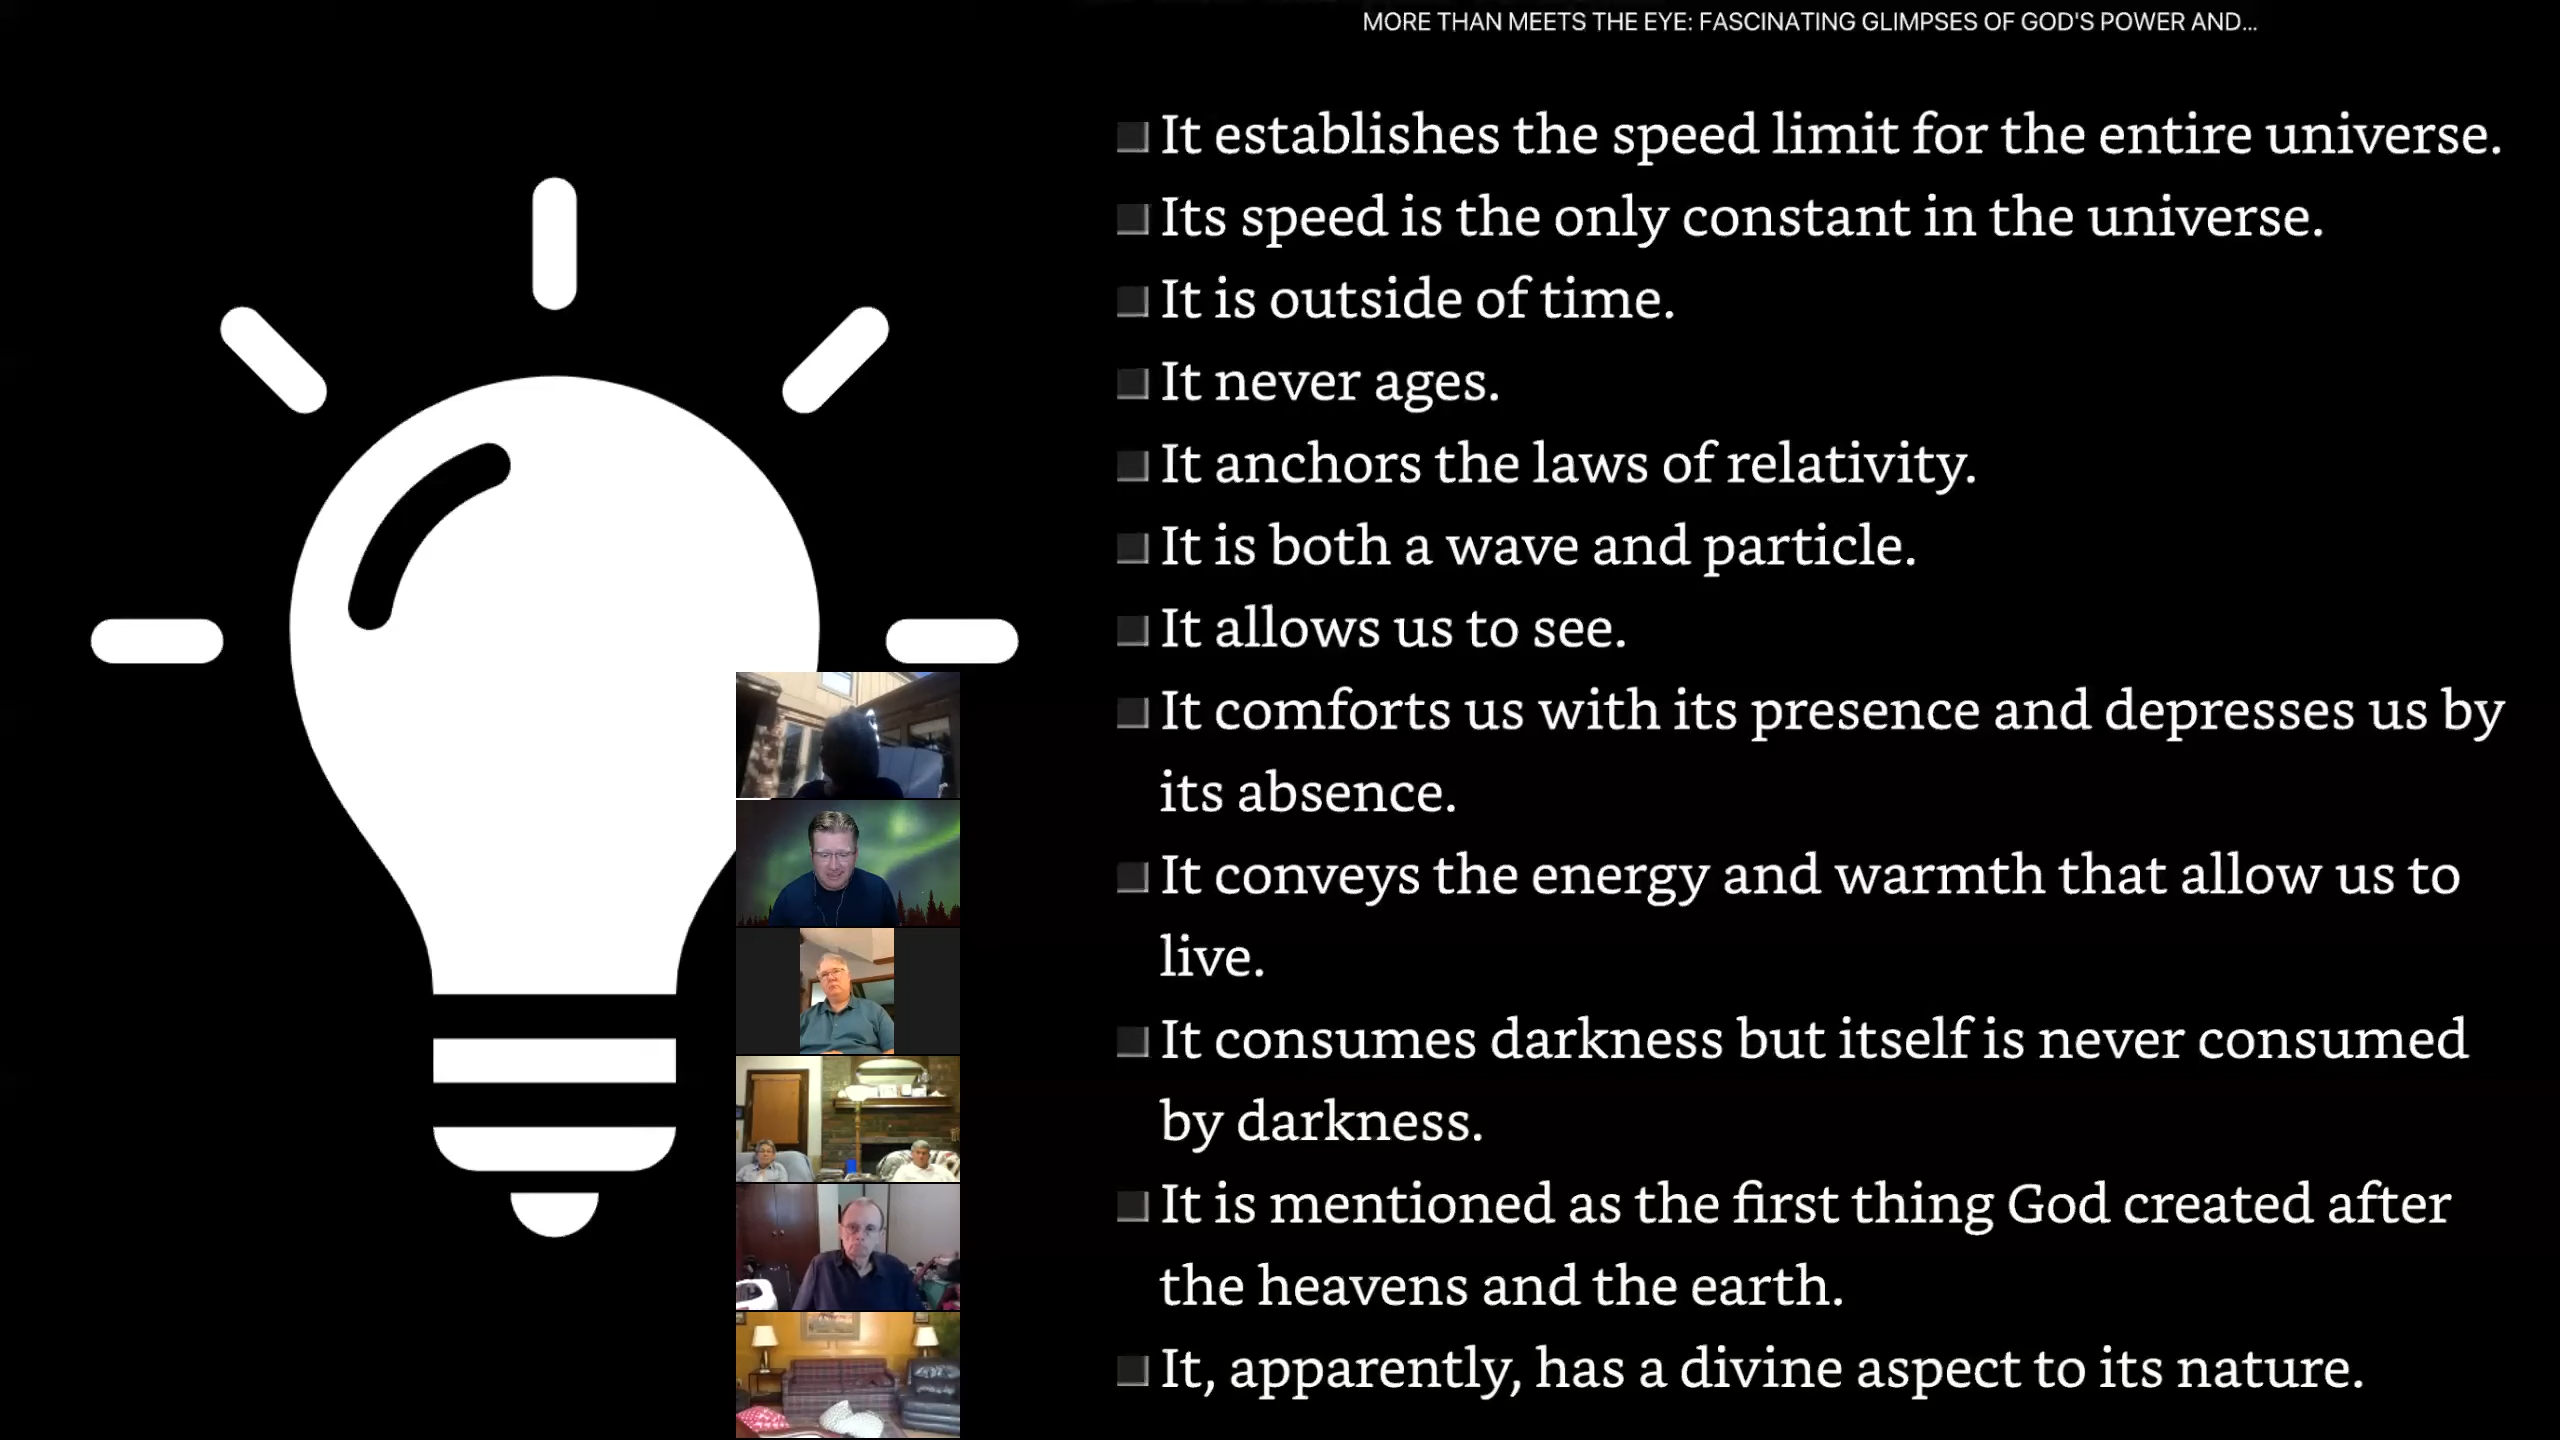 MORE THAN MEETS THE EYE: FASCINATING GLIMPSES OF GOD'S POWER AND...
It establishes the speed limit for the entire universe.
Its speed is the only constant in the universe.
It is outside of time.
It never ages.
It anchors the laws of relativity.
It is both a wave and particle.
It allows us to see.
It comforts us with its presence and depresses us by
its absence.
It conveys the energy and warmth that allow us to
live.
It consumes darkness but itself is never consumed
by darkness.
It is mentioned as the first thing God created after
the heavens and the earth.
It, apparently, has a divine aspect to its nature.